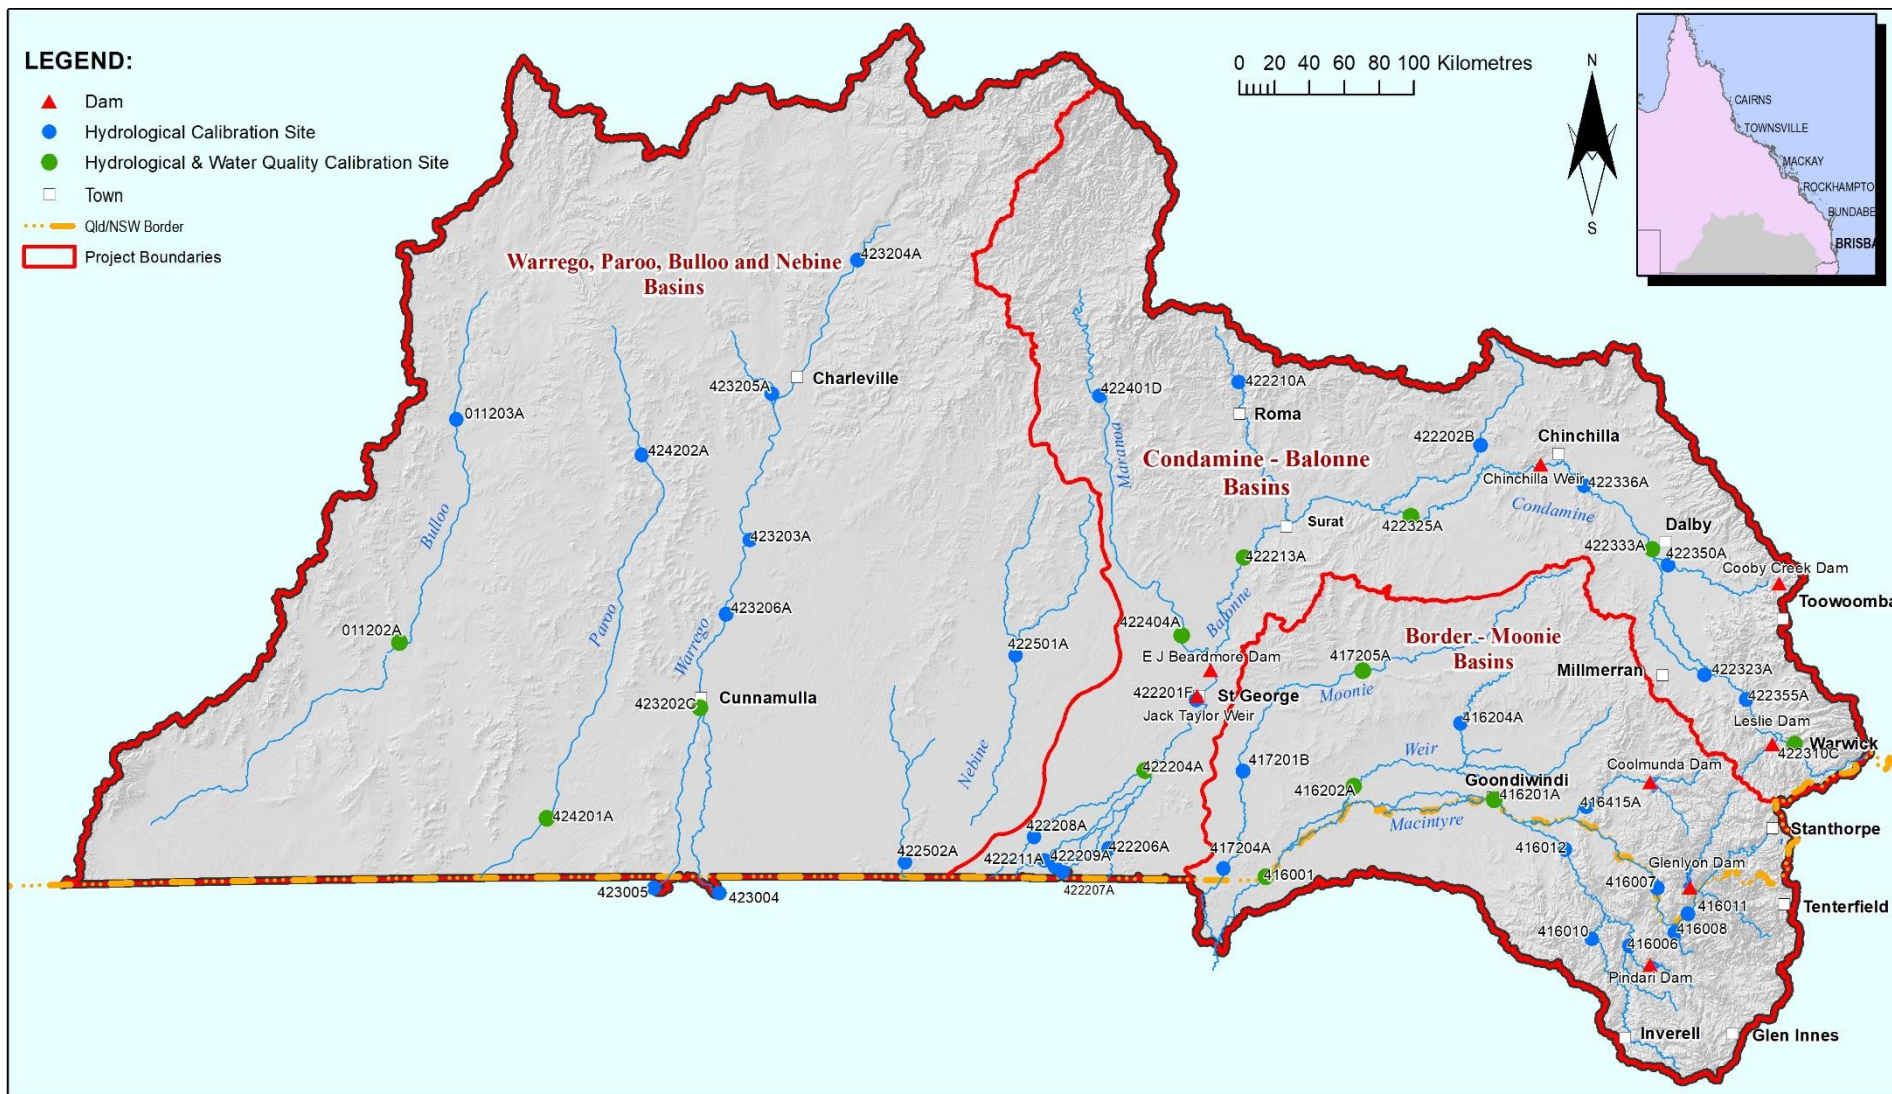 LEGEND:
Dam
Hydrological Calibration Site
Hydrological & Water Quality Calibration Site
Town
Qld/NSW Border
Project Boundaries
0 20 40 60 80 100 Kilometres
N
S
CAIRNS
TOWNSVILLE
MACKAY
ROCKHAMPTO
BUNDABE
BRISBA
Warrego, Paroo, Bulloo and Nebine
Basins
423204A
Charleville
423205A
011203A
424202A
Bulloo
423203A
Paroo
423206A
Warrego
011202A
Cunnamulla
423202C
424201A
423005
423004
422502A
Nebine
422501A
422401D
Maranoa
422210A
Roma
Condamine - Balonne
Basins
422202B
Chinchilla
Chinchilla Weir
422336A
Condamine
Surat
422325A
Dalby
422333A
422350A
Cooby Creek Dam
Toowoomba
422213A
Balonne
422404A
E J Beardmore Dam
422201F
St George
Jack Taylor Weir
Border - Moonie
Basins
417205A
Moonie
Millmerran
422323A
422355A
Leslie Dam
Warwick
422310C
416204A
Weir
Coolmunda Dam
422204A
417201B
416202A
Goondiwindi
416201A
416415A
Macintyre
Stanthorpe
422208A
422211A
422209A
422206A
422207A
417204A
416001
416012
Glenlyon Dam
416007
416011
Tenterfield
416010
416006
416008
Pindari Dam
Inverell
Glen Innes